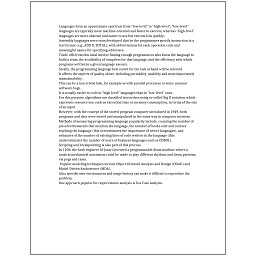 Languages form an approximate spectrum from "low-level" to "high-level"; "low-level"
languages are typically more machine-oriented and faster to execute, whereas "high-level"
languages are more abstract and easier to use but execute less quickly.
Assembly languages were soon developed that let the programmer specify instruction in a
text format (e.g., ADD X, TOTAL), with abbreviations for each operation code and
meaningful names for specifying addresses.
Trade-offs from this ideal involve finding enough programmers who know the language to
build a team, the availability of compilers for that language, and the efficiency with which
programs written in a given language execute.
Ideally, the programming language best suited for the task at hand will be selected.
It affects the aspects of quality above, including portability, usability and most importantly
maintainability.
This can be a non-trivial task, for example as with parallel processes or some unusual
software bugs.
It is usually easier to code in "high-level" languages than in "low-level" ones.
For this purpose, algorithms are classified into orders using so-called Big O notation, which
expresses resource use, such as execution time or memory consumption, in terms of the size
of an input.
However, with the concept of the stored-program computer introduced in 1949, both
programs and data were stored and manipulated in the same way in computer memory.
Methods of measuring programming language popularity include: counting the number of
job advertisements that mention the language, the number of books sold and courses
teaching the language (this overestimates the importance of newer languages), and
estimates of the number of existing lines of code written in the language (this
underestimates the number of users of business languages such as COBOL).
Scripting and breakpointing is also part of this process.
In 1206, the Arab engineer Al-Jazari invented a programmable drum machine where a
musical mechanical automaton could be made to play different rhythms and drum patterns,
via pegs and cams.
Popular modeling techniques include Object-Oriented Analysis and Design (OOAD) and
Model-Driven Architecture (MDA).
Also, specific user environment and usage history can make it difficult to reproduce the
problem.
One approach popular for requirements analysis is Use Case analysis.